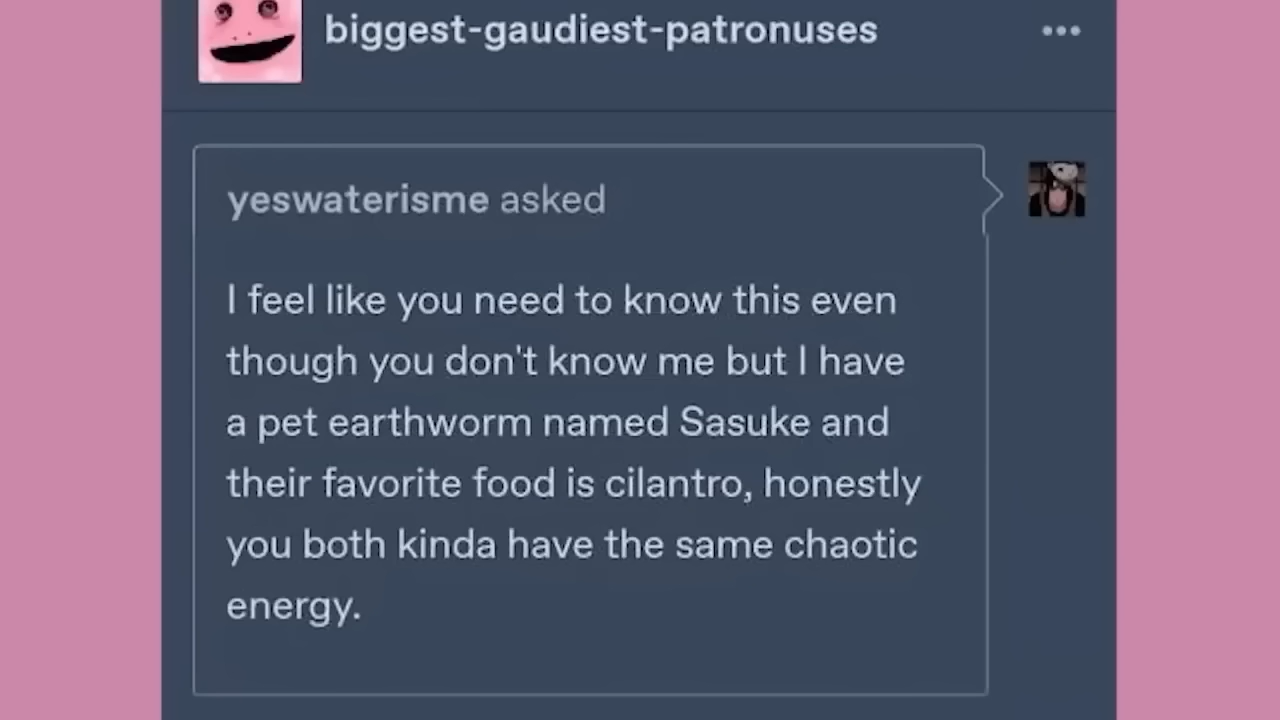 biggest-gaudiest-patronuses
yeswaterisme asked
I feel like you need to know this even
though you don't know me but I have
a pet earthworm named Sasuke and
their favorite food is cilantro, honestly
you both kinda have the same chaotic
energy.